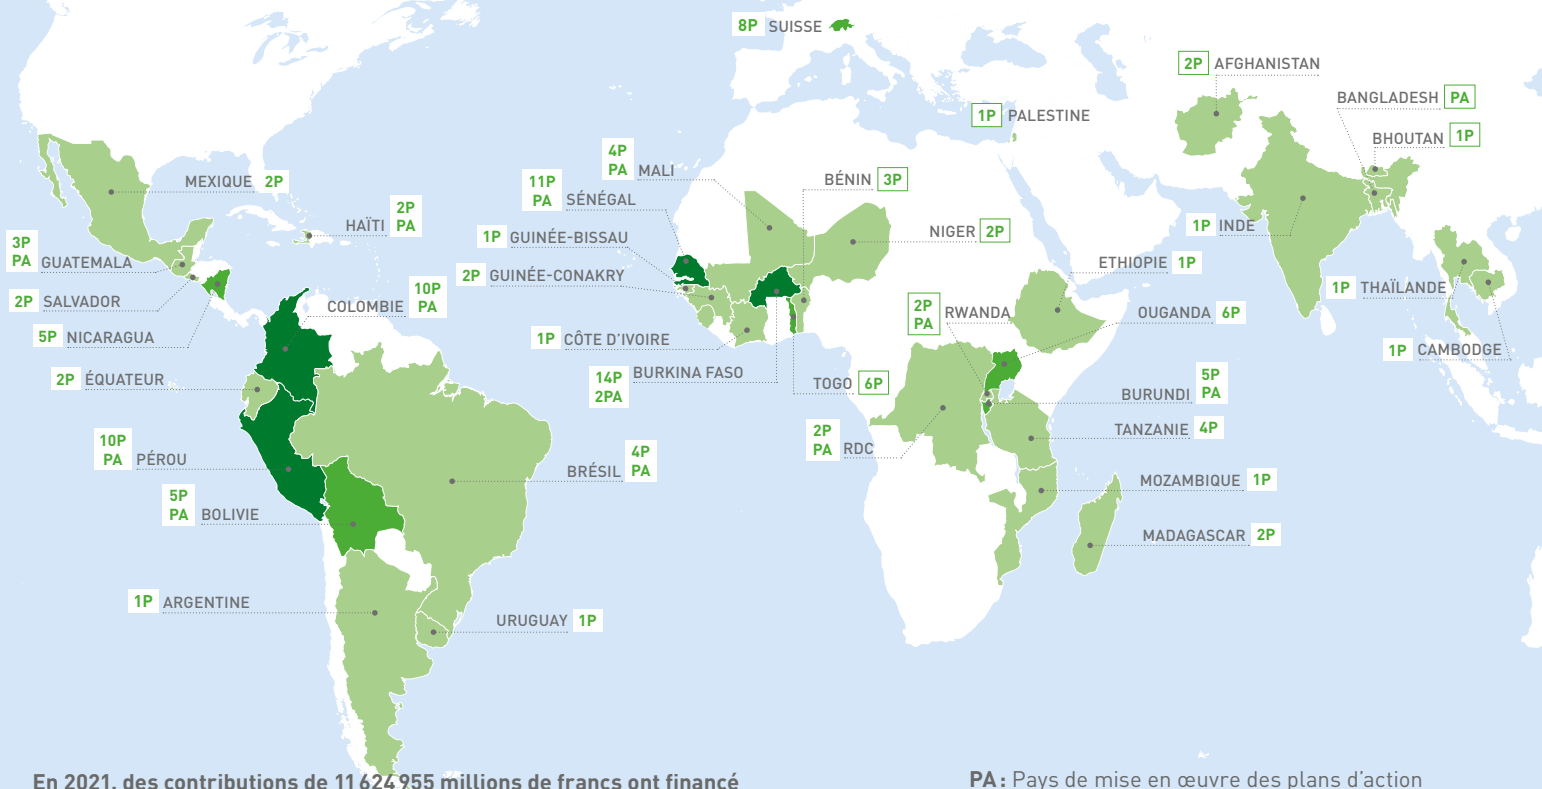 8P SUISSE
2P AFGHANISTAN
BANGLADESH PA
1P PALESTINE
BHOUTAN 1P
4P
PA MALI
MEXIQUE 2P
BÉNIN 3P
11P
PA SÉNÉGAL
HAÏTI 2P
PA
1P INDE
1P GUINÉE-BISSAU
NIGER 2P
3P
PA GUATEMALA
ETHIOPIE 1P
2P GUINÉE-CONAKRY
1P THAÏLANDE
2P SALVADOR
COLOMBIE 10P
PA
2P
PA RWANDA
OUGANDA 6P
5P NICARAGUA
1P CÔTE D'IVOIRE
1P CAMBODGE
2P ÉQUATEUR
14P
2PA BURKINA FASO
TOGO 6P
BURUNDI 5P
PA
TANZANIE 4P
10P
PA PÉROU
2P
PA RDC
BRÉSIL 4P
PA
MOZAMBIQUE 1P
5P
PA BOLIVIE
MADAGASCAR 2P
1P ARGENTINE
URUGUAY 1P
En 2021, des contributions de 11 624 955 millions de francs ont financé
PA : Pays de mise en œuvre des plans d'action